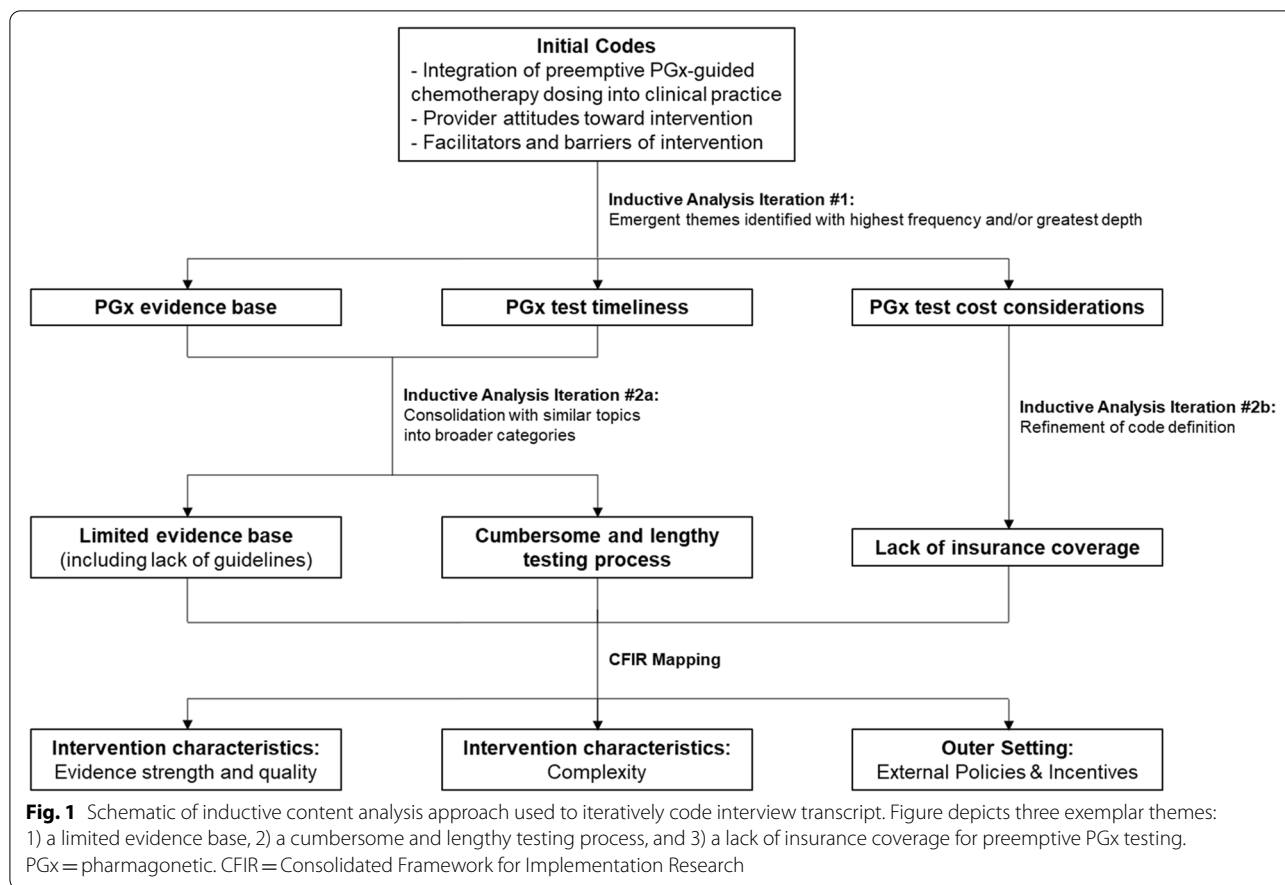 Initial Codes
- Integration of preemptive PGx-guided
chemotherapy dosing into clinical practice
- Provider attitudes toward intervention
- Facilitators and barriers of intervention
Inductive Analysis Iteration #1:
Emergent themes identified with highest frequency and/or greatest depth
PGx evidence base
PGx test timeliness
PGx test cost considerations
Inductive Analysis Iteration #2a:
Consolidation with similar topics
into broader categories
Inductive Analysis Iteration #2b:
Refinement of code definition
Limited evidence base
(including lack of guidelines)
Cumbersome and lengthy
testing process
Lack of insurance coverage
CFIR Mapping
Intervention characteristics:
Evidence strength and quality
Intervention characteristics:
Complexity
Outer Setting:
External Policies & Incentives
Fig. 1 Schematic of inductive content analysis approach used to iteratively code interview transcript. Figure depicts three exemplar themes:
1) a limited evidence base, 2) a cumbersome and lengthy testing process, and 3) a lack of insurance coverage for preemptive PGx testing.
PGx = pharmagonetic. CFIR = Consolidated Framework for Implementation Research